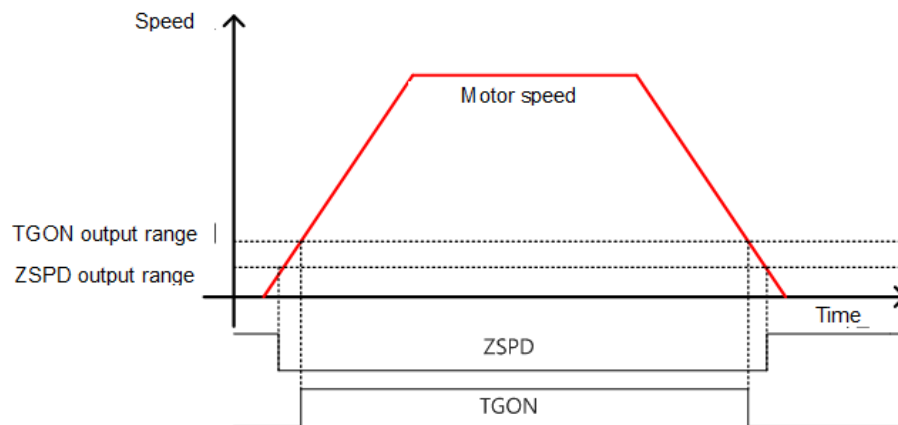 Speed
Motor speed
TGON output range
ZSPD output range
Time
ZSPD
TGON